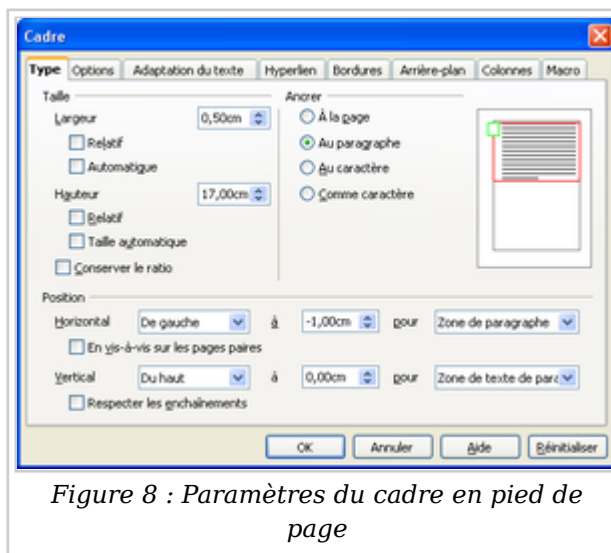 Cadre
Type Options Adaptation du texte Hyperlien Bordures Arrière-plan Colonnes Macro
Taille Ancrer
Largeur 0,50cm À la page
Relatif Au paragraphe
Automatique Au caractère
Hauteur 17,00cm Comme caractère
Relatif
Taille automatique
Conserver le ratio
Position
Horizontal De gauche à -1,00cm pour Zone de paragraphe
En vis-à-vis sur les pages paires
Vertical Du haut à 0,00cm pour Zone de texte de para
Respecter les enchaînements
OK Annuler Aide Réinitialiser
Figure 8 : Paramètres du cadre en pied de
page